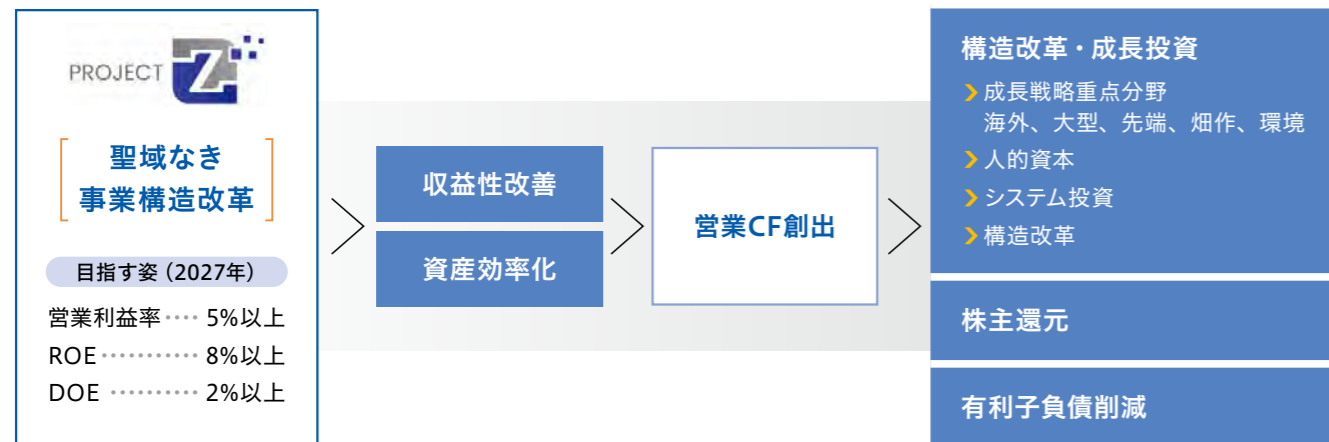 PROJECT Z
聖域なき
事業構造改革
目指す姿（2027年）
営業利益率‥‥ 5%以上
ROE‥‥‥‥‥‥ 8%以上
DOE ‥‥‥‥‥ 2%以上
収益性改善
資産効率化
営業CF創出
構造改革・成長投資
成長戦略重点分野
海外、大型、先端、畑作、環境
人的資本
システム投資
構造改革
株主還元
有利子負債削減